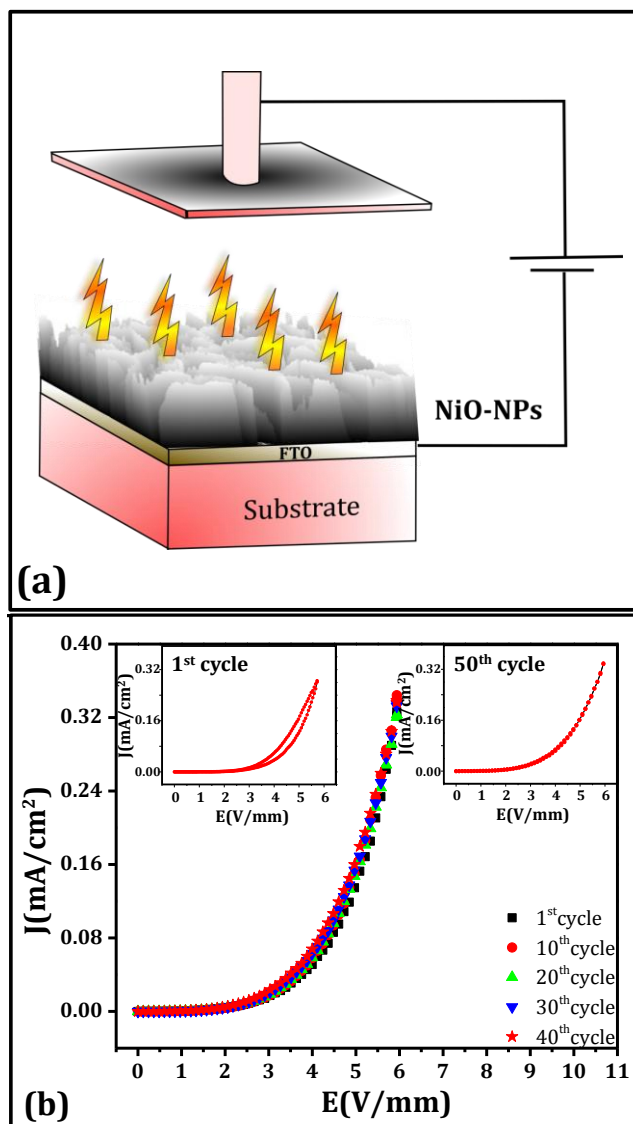 NiO-NPs
FTO
Substrate
(a)
0.40
0.32
0.24
0.16
0.08
0.00
J(mA/cm²)
1st cycle
0.32
0.16
0.00
J(mA/cm²)
0 1 2 3 4 5 6
E(V/mm)
50th cycle
0.32
0.16
0.00
J(mA/cm²)
0 1 2 3 4 5 6
E(V/mm)
1st cycle
10th cycle
20th cycle
30th cycle
40th cycle
0 1 2 3 4 5 6 7 8 9 10 11
E(V/mm)
(b)